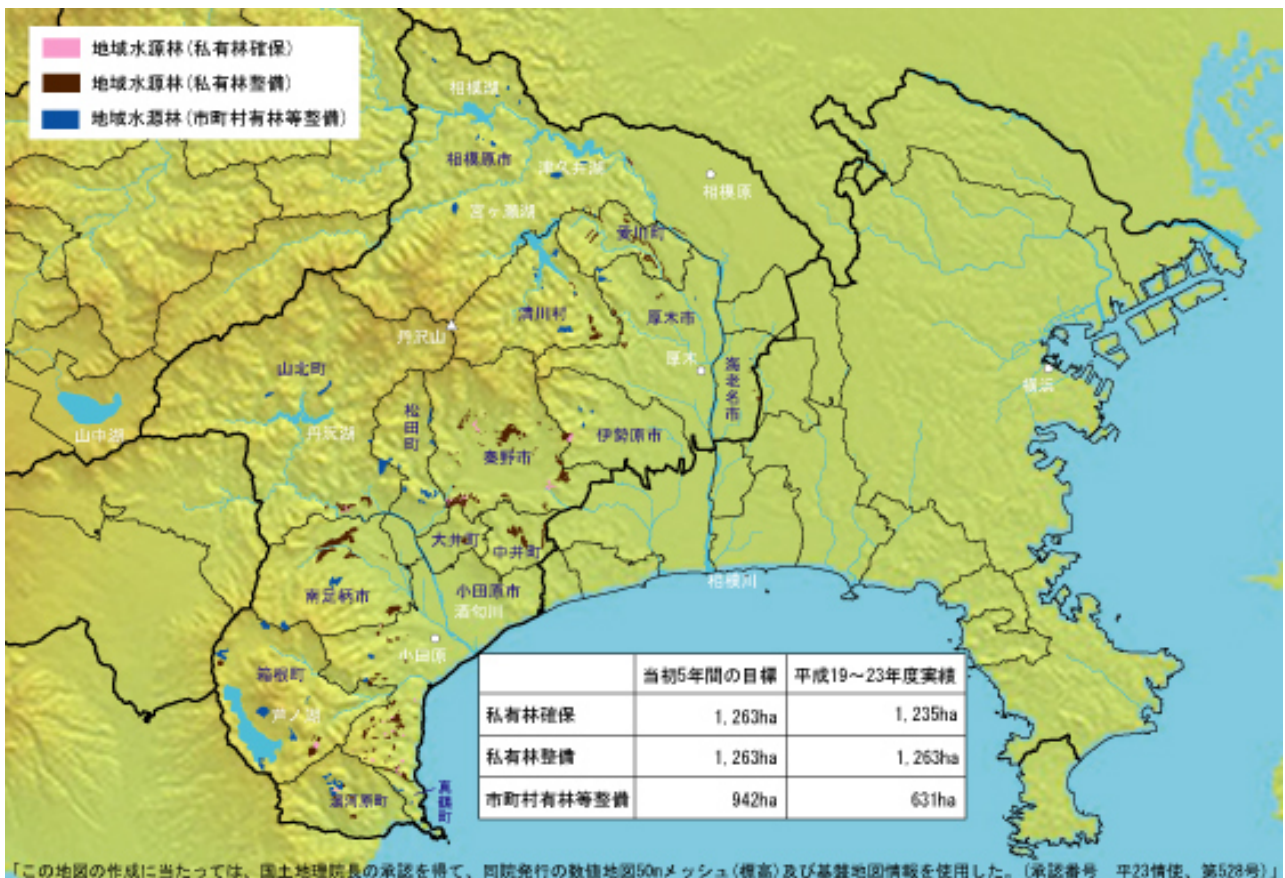 地域水源林(私有林確保)
地域水源林(私有林整備)
地域水源林(市町村有林等整備)
相模湖
相模原市
津久井湖
相模原
宮ヶ瀬湖
愛川町
清川村
厚木市
丹沢山
厚木
海老名市
横浜
山北町
山中湖
丹沢湖
松田町
伊勢原市
秦野市
大井町
中井町
相模川
南足柄市
小田原市
酒匂川
小田原
箱根町
芦ノ湖
湯河原町
真鶴町
当初5年間の目標 平成19～23年度実績
私有林確保 1,263ha 1,235ha
私有林整備 1,263ha 1,263ha
市町村有林等整備 942ha 631ha
「この地図の作成に当たっては、国土地理院長の承認を得て、同院発行の数値地図50mメッシュ(標高)及び基盤地図情報を使用した。(承認番号　平23情使、第528号)」